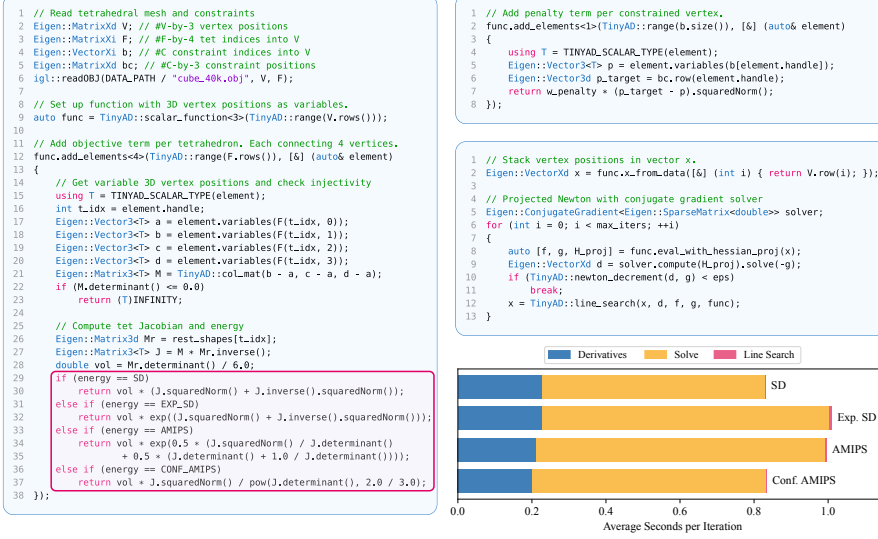 1 // Read tetrahedral mesh and constraints
2 Eigen::MatrixXd V; // #V-by-3 vertex positions
3 Eigen::MatrixXi F; // #F-by-4 tet indices into V
4 Eigen::VectorXi b; // #C constraint indices into V
5 Eigen::MatrixXd bc; // #C-by-3 constraint positions
6 igl::readOBJ(DATA_PATH / "cube_40k.obj", V, F);
7
8 // Set up function with 3D vertex positions as variables.
9 auto func = TinyAD::scalar_function<3>(TinyAD::range(V.rows()));
10
11 // Add objective term per tetrahedron. Each connecting 4 vertices.
12 func.add_elements<4>(TinyAD::range(F.rows()), [&] (auto& element)
13 {
14 // Get variable 3D vertex positions and check injectivity
15 using T = TINYAD_SCALAR_TYPE(element);
16 int t_idx = element.handle;
17 Eigen::Vector3<T> a = element.variables(F(t_idx, 0));
18 Eigen::Vector3<T> b = element.variables(F(t_idx, 1));
19 Eigen::Vector3<T> c = element.variables(F(t_idx, 2));
20 Eigen::Vector3<T> d = element.variables(F(t_idx, 3));
21 Eigen::Matrix3<T> M = TinyAD::col_mat(b - a, c - a, d - a);
22 if (M.determinant() <= 0.0)
23 return (T)INFINITY;
24
25 // Compute tet Jacobian and energy
26 Eigen::Matrix3d Mr = rest_shapes[t_idx];
27 Eigen::Matrix3<T> J = M * Mr.inverse();
28 double vol = Mr.determinant() / 6.0;
29 if (energy == SD)
30 return vol * (J.squaredNorm() + J.inverse().squaredNorm());
31 else if (energy == EXP_SD)
32 return vol * exp((J.squaredNorm() + J.inverse().squaredNorm()));
33 else if (energy == AMIPS)
34 return vol * exp(0.5 * (J.squaredNorm() / J.determinant()
35 + 0.5 * (J.determinant() + 1.0 / J.determinant())));
36 else if (energy == CONF_AMIPS)
37 return vol * J.squaredNorm() / pow(J.determinant(), 2.0 / 3.0);
38 });
1 // Add penalty term per constrained vertex.
2 func.add_elements<1>(TinyAD::range(b.size()), [&] (auto& element)
3 {
4 using T = TINYAD_SCALAR_TYPE(element);
5 Eigen::Vector3<T> p = element.variables(b[element.handle]);
6 Eigen::Vector3d p_target = bc.row(element.handle);
7 return w_penalty * (p_target - p).squaredNorm();
8 });
1 // Stack vertex positions in vector x.
2 Eigen::VectorXd x = func.x_from_data([&] (int i) { return V.row(i); });
3
4 // Projected Newton with conjugate gradient solver
5 Eigen::ConjugateGradient<Eigen::SparseMatrix<double>> solver;
6 for (int i = 0; i < max_iters; ++i)
7 {
8 auto [f, g, H_proj] = func.eval_with_hessian_proj(x);
9 Eigen::VectorXd d = solver.compute(H_proj).solve(-g);
10 if (TinyAD::newton_decrement(d, g) < eps)
11 break;
12 x = TinyAD::line_search(x, d, f, g, func);
13 }
Derivatives Solve Line Search
SD
Exp. SD
AMIPS
Conf. AMIPS
0.0 0.2 0.4 0.6 0.8 1.0
Average Seconds per Iteration